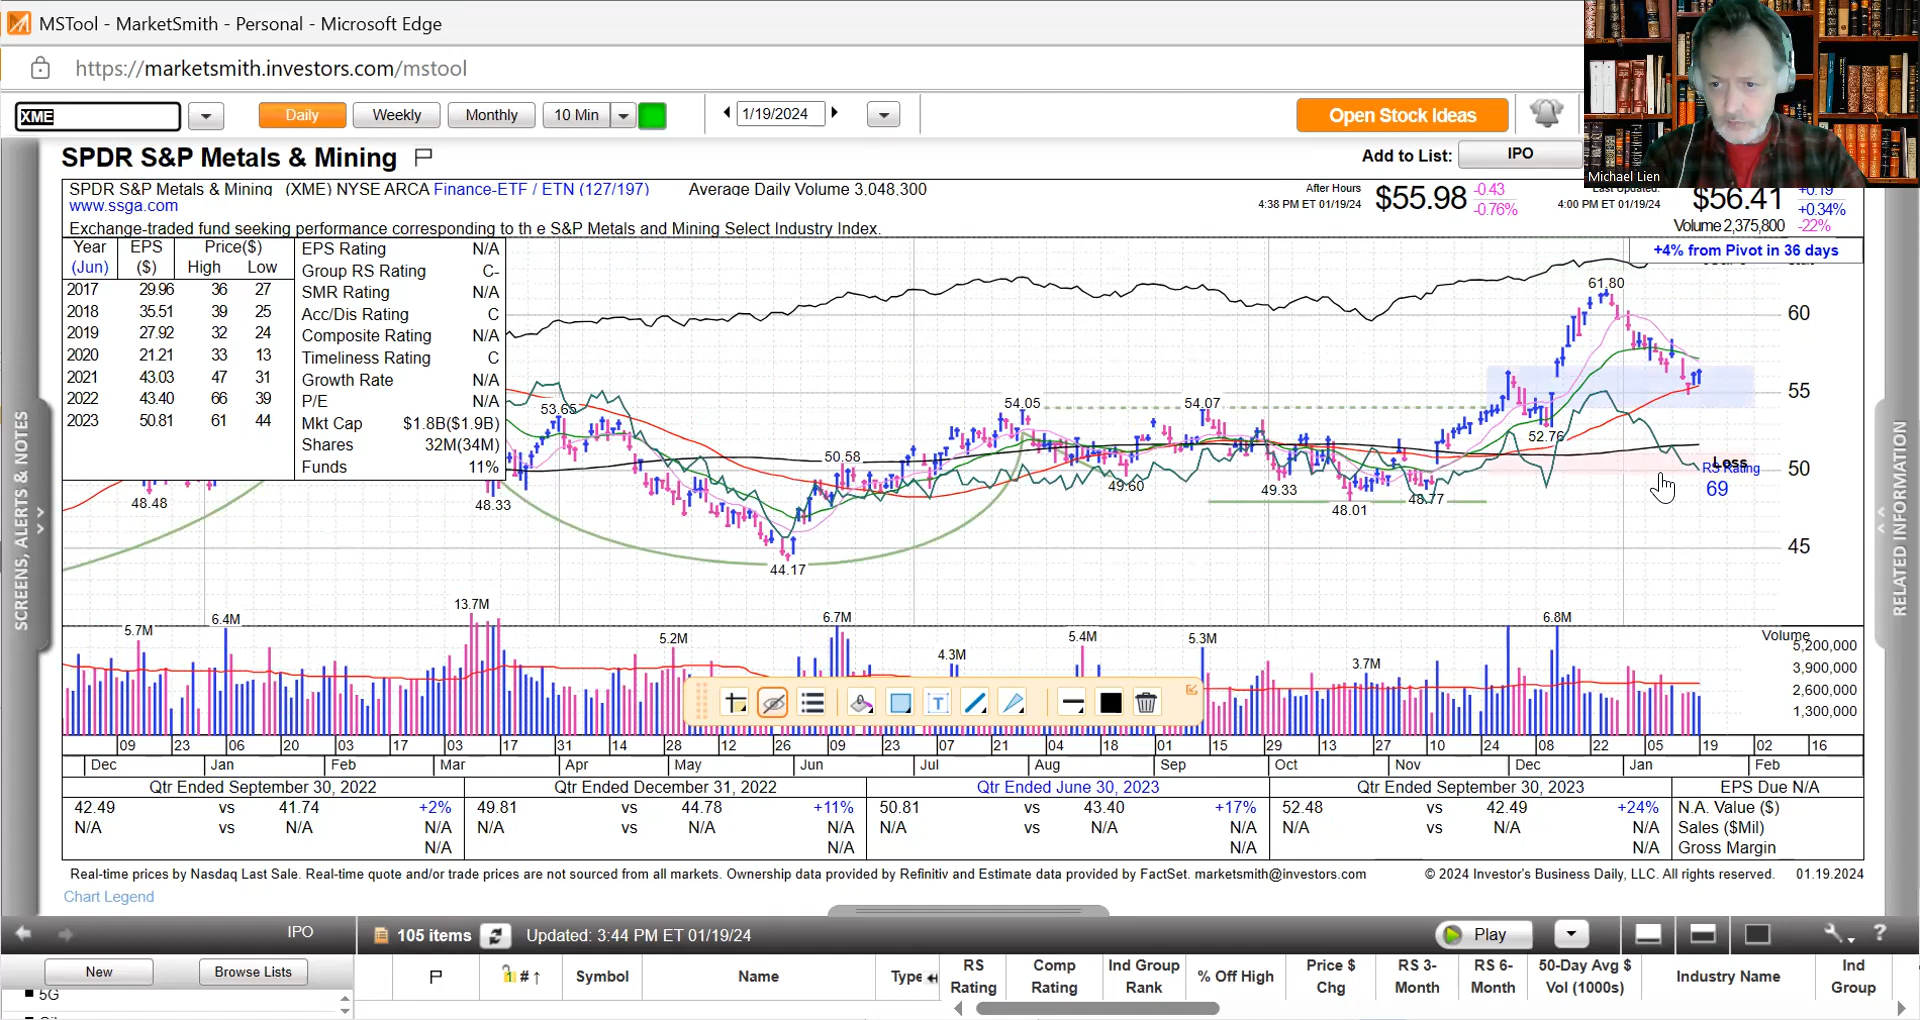 MSTool - MarketSmith - Personal - Microsoft Edge
https://marketsmith.investors.com/mstool
XME
Daily
Weekly
Monthly
10 Min
1/19/2024
Open Stock Ideas
SPDR S&P Metals & Mining
Add to List:
IPO
Michael Lien
SPDR S&P Metals & Mining (XME) NYSE ARCA Finance-ETF / ETN (127/197) Average Daily Volume 3,048,300
www.ssga.com
Exchange-traded fund seeking performance corresponding to th e S&P Metals and Mining Select Industry Index.
After Hours
4:38 PM ET 01/19/24
$55.98
-0.43
-0.76%
Last Updated:
4:00 PM ET 01/19/24
$56.41
+0.19
+0.34%
Volume 2,375,800 -22%
+4% from Pivot in 36 days
Year EPS Price($)
(Jun) ($) High Low
2017 29.96 36 27
2018 35.51 39 25
2019 27.92 32 24
2020 21.21 33 13
2021 43.03 47 31
2022 43.40 66 39
2023 50.81 61 44
EPS Rating N/A
Group RS Rating C-
SMR Rating N/A
Acc/Dis Rating C
Composite Rating N/A
Timeliness Rating C
Growth Rate N/A
P/E N/A
Mkt Cap $1.8B($1.9B)
Shares 32M(34M)
Funds 11%
61.80
60
55
53.65
54.05
54.07
52.76
50.58
50
Loss
RS Rating
69
48.48
48.33
49.60
49.33
48.01
48.77
45
44.17
13.7M
5.7M
6.4M
5.2M
6.7M
4.3M
5.4M
5.3M
3.7M
6.8M
Volume
5,200,000
3,900,000
2,600,000
1,300,000
09 23 06 20 03 17 03 17 31 14 28 12 26 09 23 07 21 04 18 01 15 29 13 27 10 24 08 22 05 19 02 16
Dec Jan Feb Mar Apr May Jun Jul Aug Sep Oct Nov Dec Jan Feb
Qtr Ended September 30, 2022 Qtr Ended December 31, 2022 Qtr Ended June 30, 2023 Qtr Ended September 30, 2023 EPS Due N/A
42.49 vs 41.74 +2% 49.81 vs 44.78 +11% 50.81 vs 43.40 +17% 52.48 vs 42.49 +24% N.A. Value ($)
N/A vs N/A N/A N/A vs N/A N/A N/A vs N/A N/A N/A vs N/A N/A Sales ($Mil)
N/A N/A N/A N/A Gross Margin
Real-time prices by Nasdaq Last Sale. Real-time quote and/or trade prices are not sourced from all markets. Ownership data provided by Refinitiv and Estimate data provided by FactSet. marketsmith@investors.com © 2024 Investor's Business Daily, LLC. All rights reserved. 01.19.2024
Chart Legend
SCREENS, ALERTS & NOTES
RELATED INFORMATION
IPO
105 items
Updated: 3:44 PM ET 01/19/24
Play
New
Browse Lists
5G
# Symbol Name Type RS Rating Comp Rating Ind Group Rank % Off High Price $ Chg RS 3-Month RS 6-Month 50-Day Avg $ Vol (1000s) Industry Name Ind Group